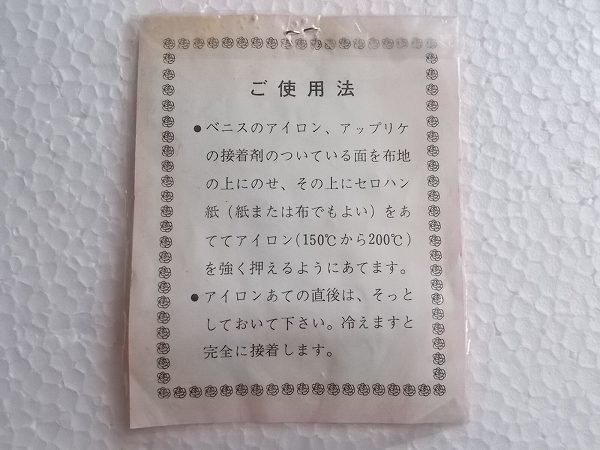 ご使用法
●ベニスのアイロン、アップリケ
の接着剤のついている面を布地
の上にのせ、その上にセロハン
紙(紙または布でもよい)をあ
ててアイロン(150℃から200℃)
を強く押えるようにあてます。
●アイロンあての直後は、そっと
しておいて下さい。冷えますと
完全に接着します。